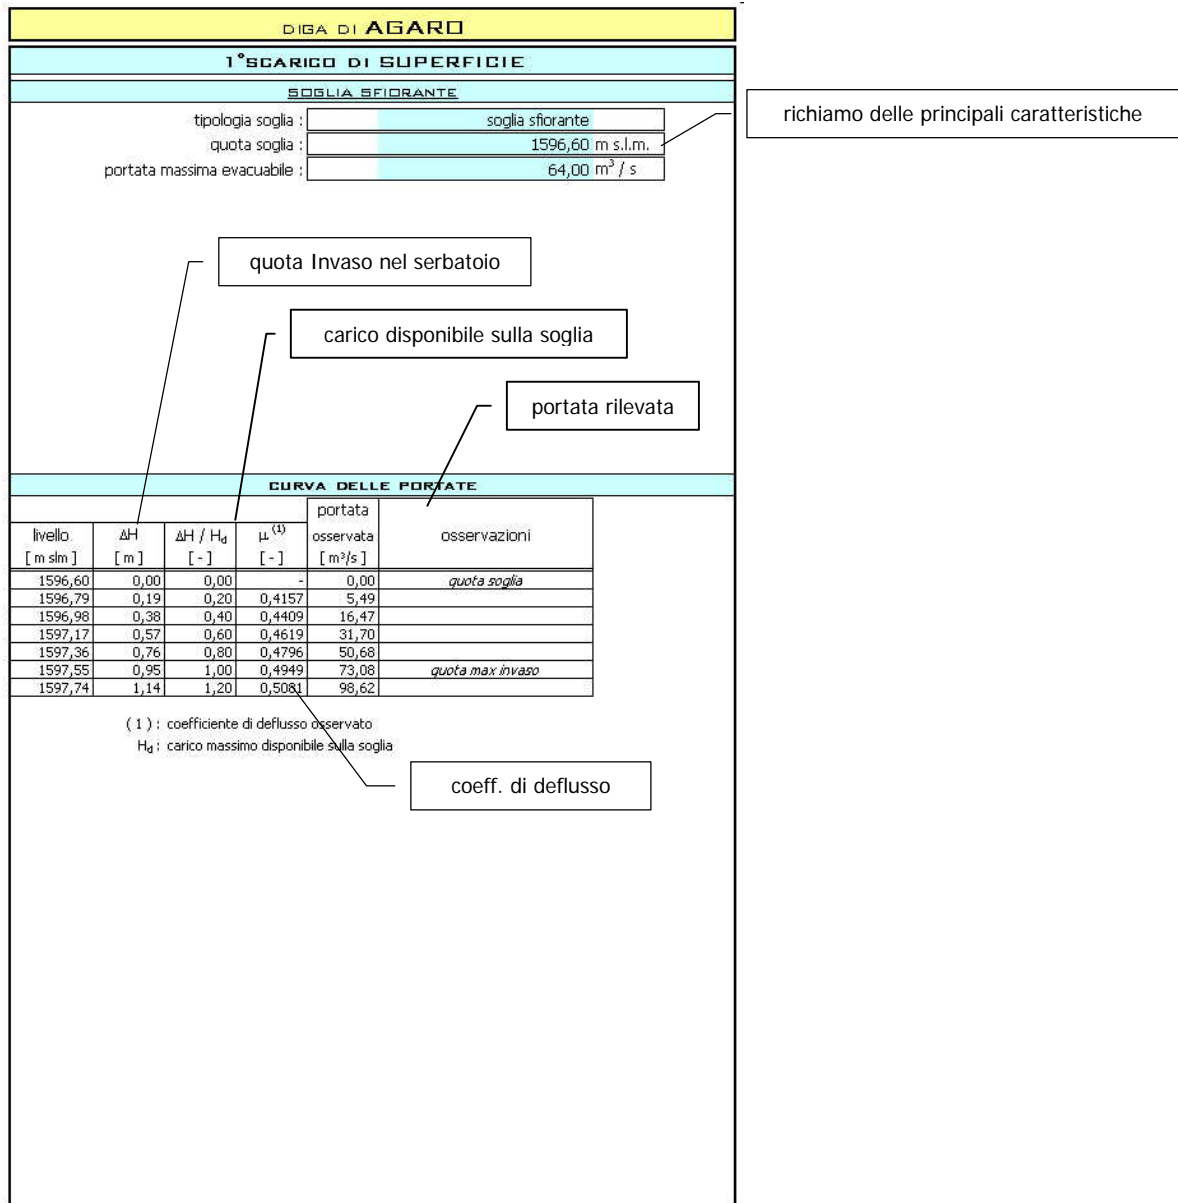 DIGA DI AGARO
1°SCARICO DI SUPERFICIE
SOGLIA SFIORANTE
tipologia soglia : soglia sfiorante
richiamo delle principali caratteristiche
quota soglia : 1596,60 m s.l.m.
portata massima evacuabile : 64,00 m³ / s
quota Invaso nel serbatoio
carico disponibile sulla soglia
portata rilevata
CURVA DELLE PORTATE
livello [ m slm ] ΔH [ m ] ΔH / Hd [ - ] μ (1) [ - ] portata osservata [ m³/s ] osservazioni
1596,60 0,00 0,00 - 0,00 quota soglia
1596,79 0,19 0,20 0,4157 5,49
1596,98 0,38 0,40 0,4409 16,47
1597,17 0,57 0,60 0,4619 31,70
1597,36 0,76 0,80 0,4796 50,68
1597,55 0,95 1,00 0,4949 73,08 quota max invaso
1597,74 1,14 1,20 0,5081 98,62
( 1 ) : coefficiente di deflusso osservato
Hd : carico massimo disponibile sulla soglia
coeff. di deflusso